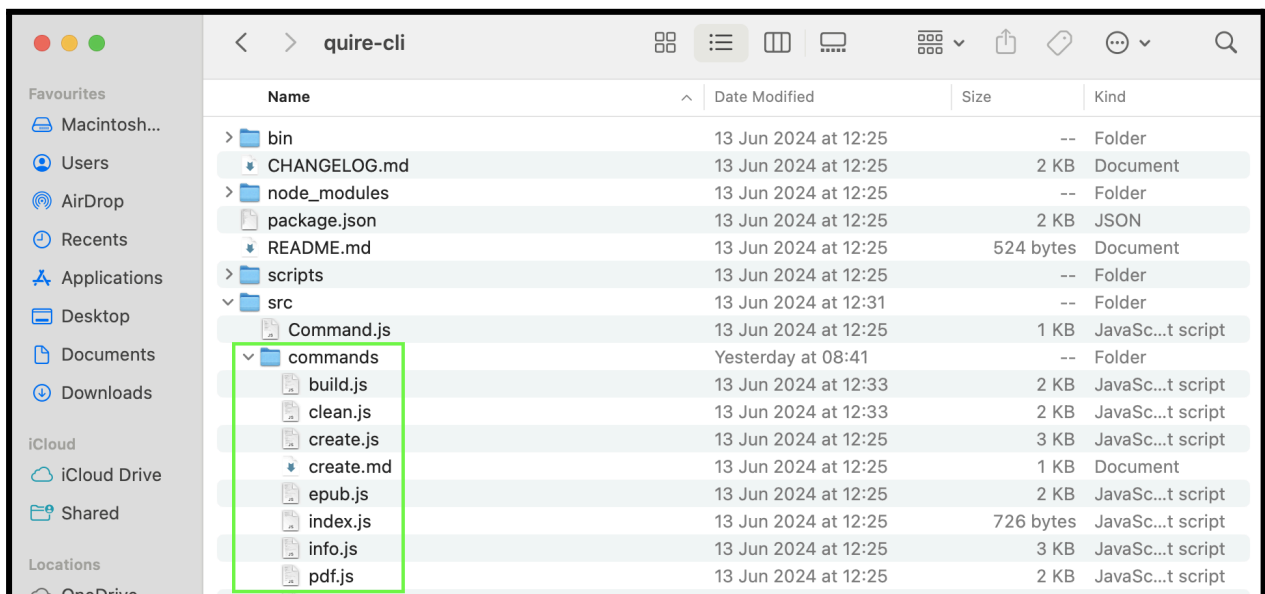 quire-cli
Favourites
Macintosh...
Users
AirDrop
Recents
Applications
Desktop
Documents
Downloads
iCloud
iCloud Drive
Shared
Locations
OneDrive
Name Date Modified Size Kind
bin 13 Jun 2024 at 12:25 -- Folder
CHANGELOG.md 13 Jun 2024 at 12:25 2 KB Document
node_modules 13 Jun 2024 at 12:25 -- Folder
package.json 13 Jun 2024 at 12:25 2 KB JSON
README.md 13 Jun 2024 at 12:25 524 bytes Document
scripts 13 Jun 2024 at 12:25 -- Folder
src 13 Jun 2024 at 12:31 -- Folder
Command.js 13 Jun 2024 at 12:25 1 KB JavaSc...t script
commands Yesterday at 08:41 -- Folder
build.js 13 Jun 2024 at 12:33 2 KB JavaSc...t script
clean.js 13 Jun 2024 at 12:33 2 KB JavaSc...t script
create.js 13 Jun 2024 at 12:25 3 KB JavaSc...t script
create.md 13 Jun 2024 at 12:25 1 KB Document
epub.js 13 Jun 2024 at 12:25 2 KB JavaSc...t script
index.js 13 Jun 2024 at 12:25 726 bytes JavaSc...t script
info.js 13 Jun 2024 at 12:25 3 KB JavaSc...t script
pdf.js 13 Jun 2024 at 12:25 2 KB JavaSc...t script